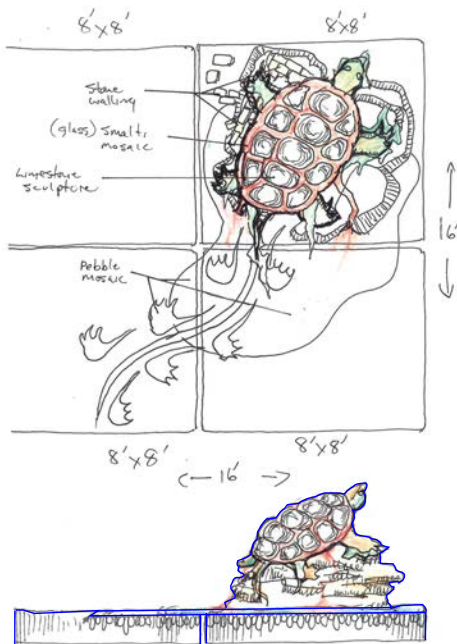 8'x8'
8'x8'
Stone
walling
(glass) Smalti
mosaic
Limestone
sculpture
16'
Pebble
mosaic
8'x8'
8'x8'
16'